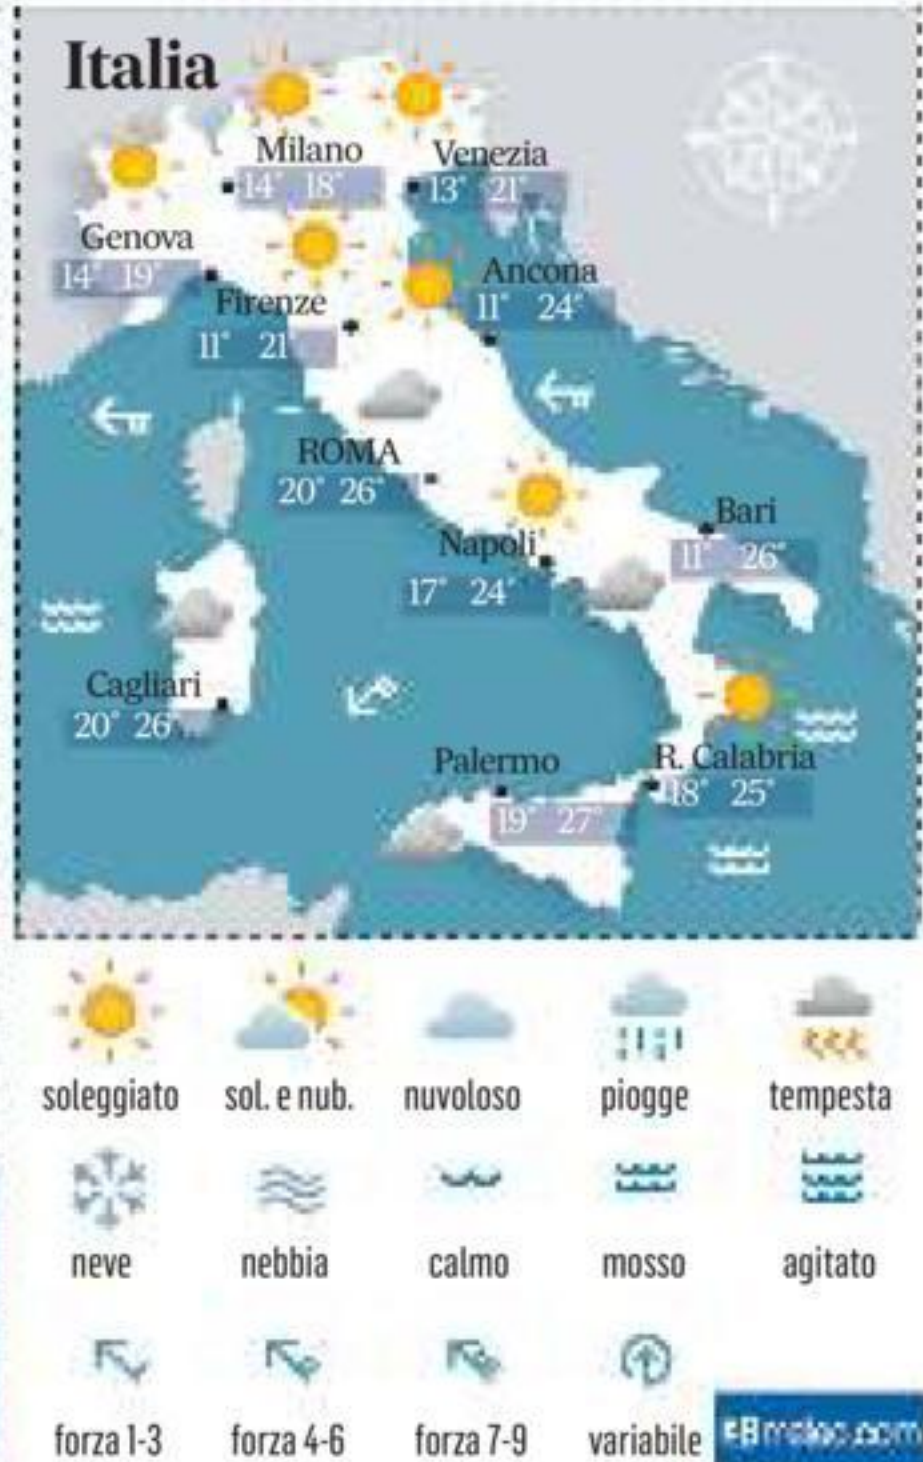 Italia
Milano
14° 18°
Venezia
13° 21°
Genova
14° 19°
Ancona
11° 24°
Firenze
11° 21
ROMA
20° 26°
Bari
11° 26°
Napoli
17° 24°
Cagliari
20° 26°
Palermo
19° 27°
R. Calabria
18° 25°
soleggiato sol. e nub. nuvoloso piogge tempesta
neve nebbia calmo mosso agitato
forza 1-3 forza 4-6 forza 7-9 variabile